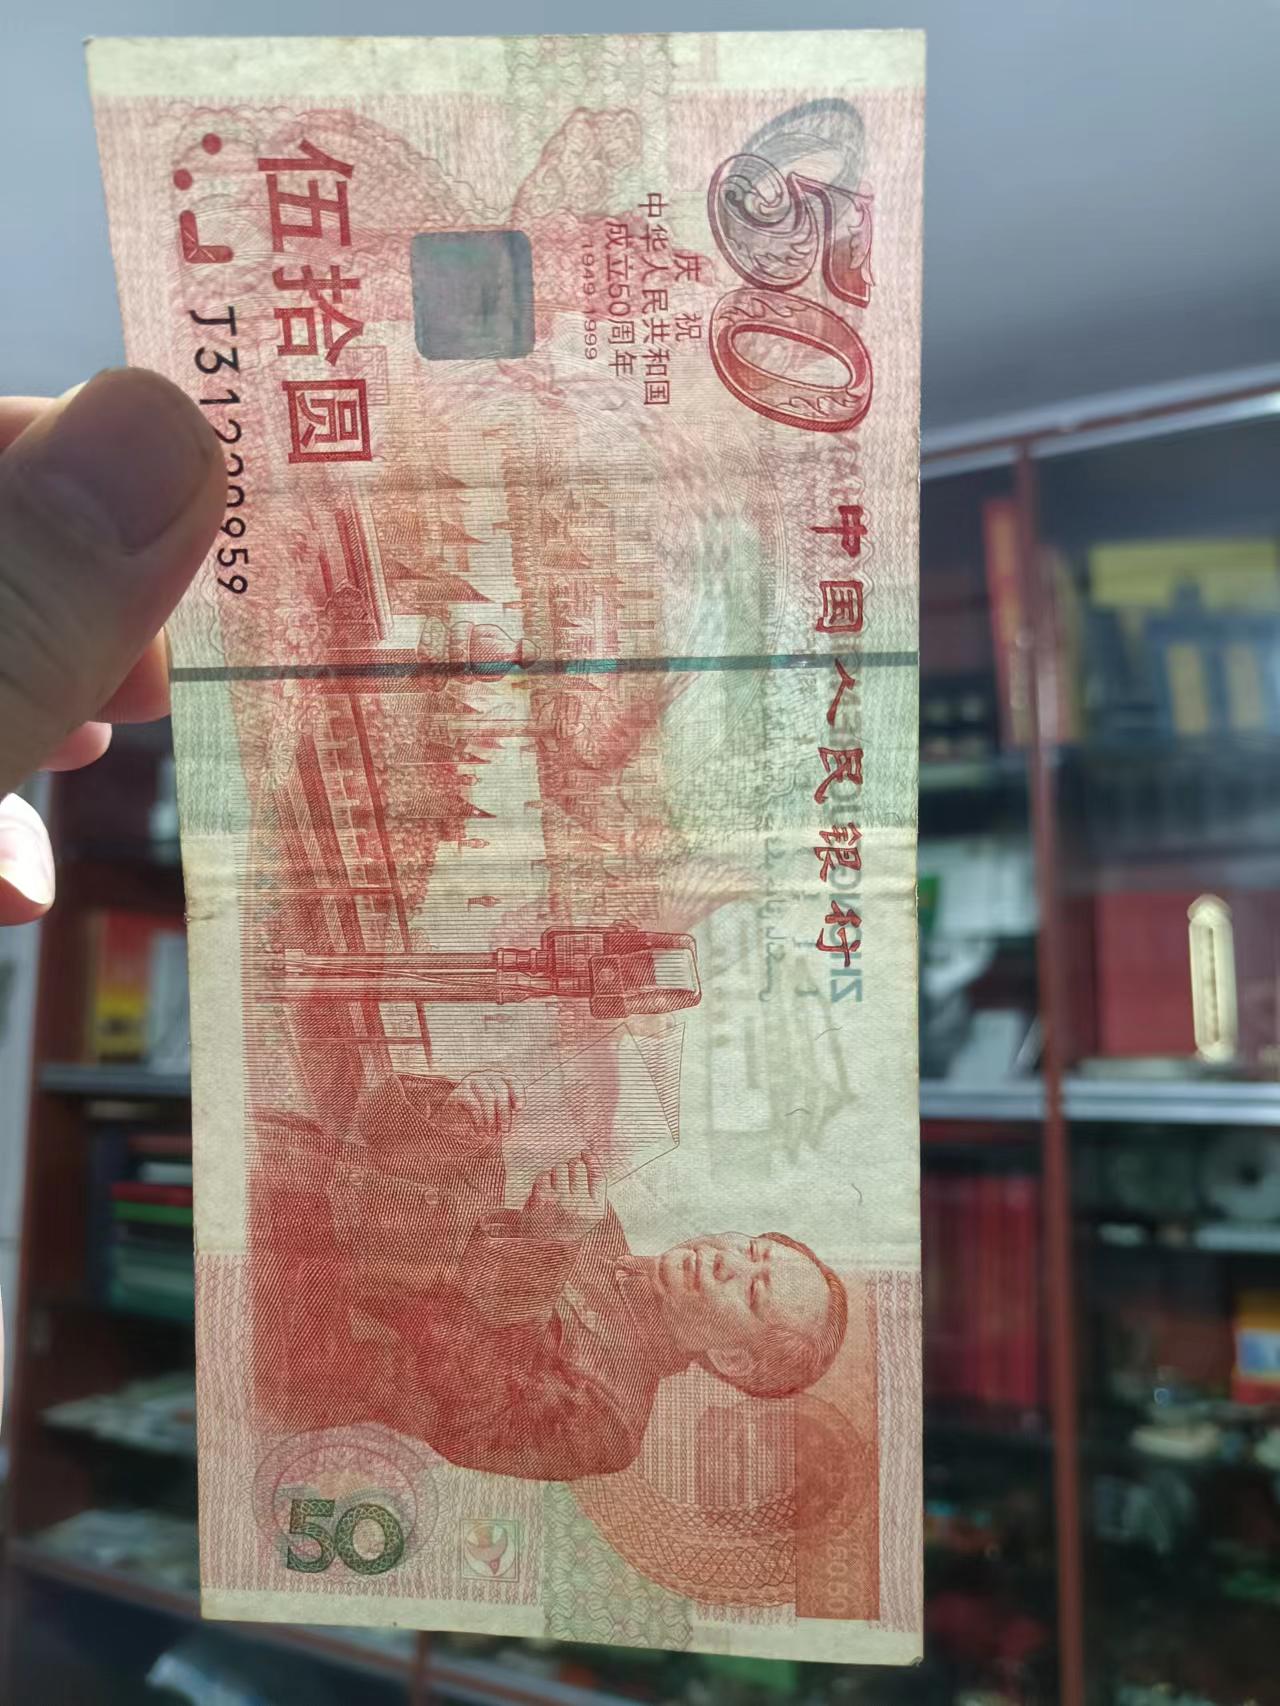 50
中国人民银行
庆祝
中华人民共和国
成立50周年
1949-1999
伍拾圆
50